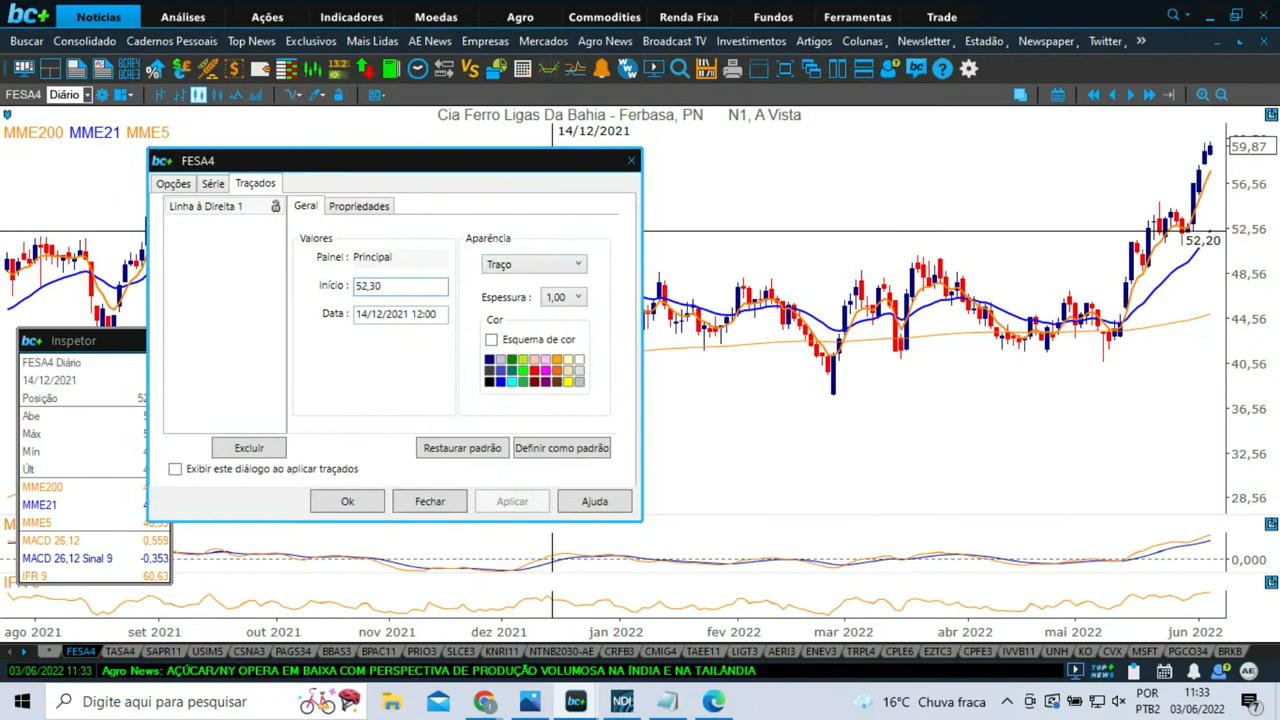 bc+ Notícias Análises Ações Indicadores Moedas Agro Commodities Renda Fixa Fundos Ferramentas Trade
Buscar Consolidado Cadernos Pessoais Top News Exclusivos Mais Lidas AE News Empresas Mercados Agro News Broadcast TV Investimentos Artigos Colunas Newsletter Estadão Newspaper Twitter »
FESA4 Diário
Cia Ferro Ligas Da Bahia - Ferbasa, PN N1, A Vista
MME200 MME21 MME5
14/12/2021
59,87
56,56
52,56
52,20
48,56
44,56
40,56
36,56
32,56
28,56
0,000
bc+ FESA4
Opções Série Traçados
Linha à Direita 1
Geral Propriedades
Valores
Painel : Principal
Início : 52,30
Data : 14/12/2021 12:00
Aparência
Traço
Espessura : 1,00
Cor
Esquema de cor
Excluir Restaurar padrão Definir como padrão
Exibir este diálogo ao aplicar traçados
Ok Fechar Aplicar Ajuda
bc+ Inspetor
FESA4 Diário
14/12/2021
Posição
Abe
Máx
Mín
Últ
MME200
MME21
MME5
MACD 26,12 0,559
MACD 26,12 Sinal 9 -0,353
IFR 9 60,63
ago 2021 set 2021 out 2021 nov 2021 dez 2021 jan 2022 fev 2022 mar 2022 abr 2022 mai 2022 jun 2022
* FESA4 TASA4 SAPR11 USIM5 CSNA3 PAGS34 BBAS3 BPAC11 PRIO3 SLCE3 KNRI11 NTNB2030-AE CRFB3 CMIG4 TAEE11 LIGT3 AERI3 ENEV3 TRPL4 CPLE6 EZTC3 CPFE3 IVVB11 UNH KO CVX MSFT PGCO34 BRKB
03/06/2022 11:33 Agro News: AÇÚCAR/NY OPERA EM BAIXA COM PERSPECTIVA DE PRODUÇÃO VOLUMOSA NA ÍNDIA E NA TAILÂNDIA
TOP NEWS AE
Digite aqui para pesquisar
bc+ NDI
16°C Chuva fraca
POR
PTB2
11:33
03/06/2022
7